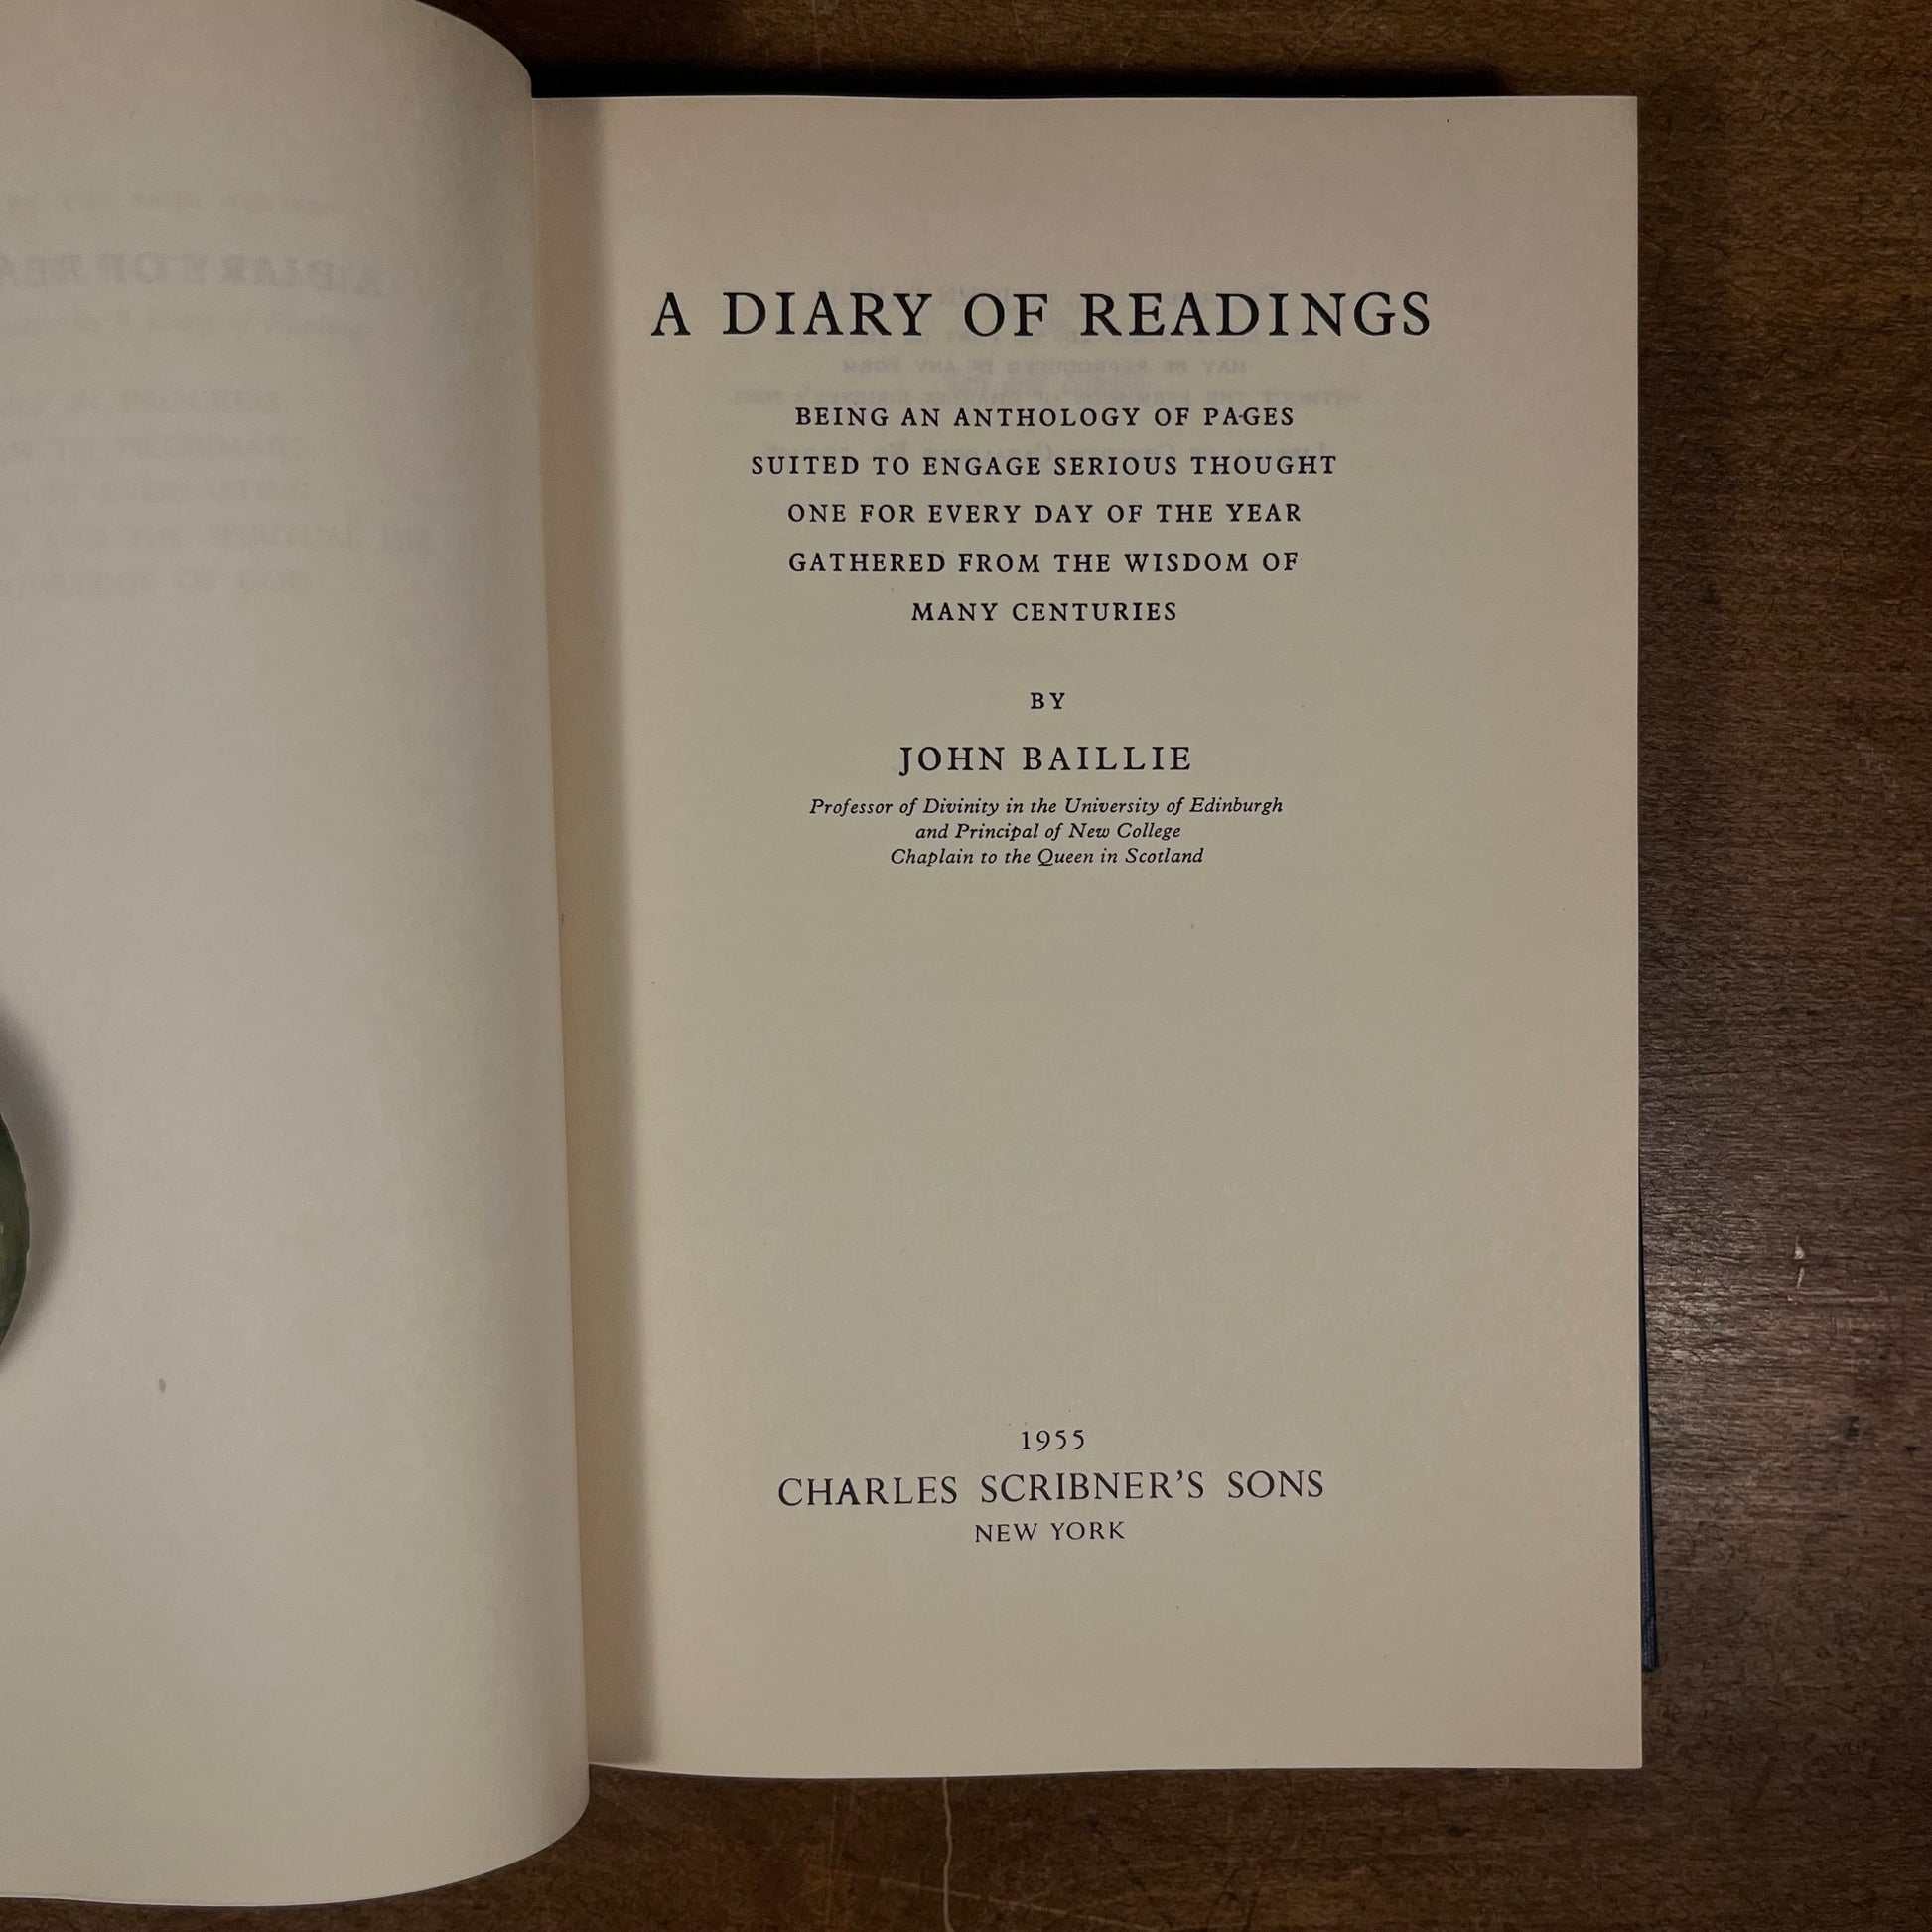 A DIARY OF READINGS
BEING AN ANTHOLOGY OF PAGES
SUITED TO ENGAGE SERIOUS THOUGHT
ONE FOR EVERY DAY OF THE YEAR
GATHERED FROM THE WISDOM OF
MANY CENTURIES
BY
JOHN BAILLIE
Professor of Divinity in the University of Edinburgh
and Principal of New College
Chaplain to the Queen in Scotland
1955
CHARLES SCRIBNER'S SONS
NEW YORK